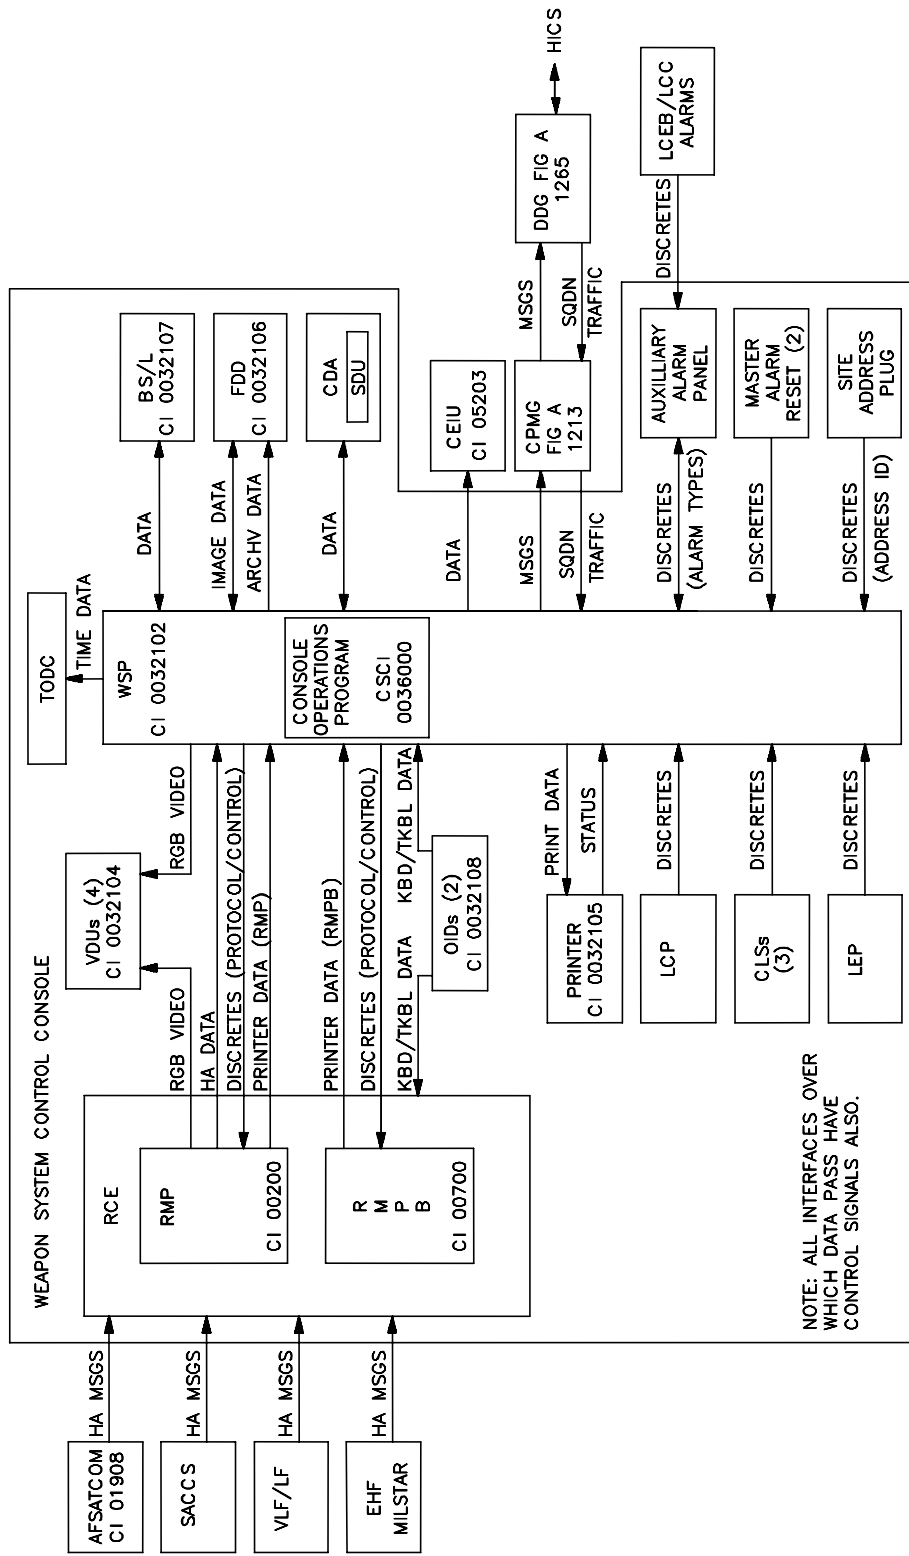 WEAPON SYSTEM CONTROL CONSOLE
AFSATCOM
CI 01908
HA MSGS
SACCS
HA MSGS
VLF/LF
HA MSGS
EHF
MILSTAR
HA MSGS
RCE
RMP
CI 00200
R
M
P
B
CI 00700
VDUs (4)
CI 0032104
RGB VIDEO
RGB VIDEO
HA DATA
DISCRETES (PROTOCOL/CONTROL)
PRINTER DATA (RMP)
PRINTER DATA (RMPB)
DISCRETES (PROTOCOL/CONTROL)
KBD/TKBL DATA
KBD/TKBL DATA
OIDs (2)
CI 0032108
PRINTER
CI 0032105
PRINT DATA
STATUS
LCP
DISCRETES
CLSs
(3)
DISCRETES
LEP
DISCRETES
NOTE: ALL INTERFACES OVER
WHICH DATA PASS HAVE
CONTROL SIGNALS ALSO.
TODC
TIME DATA
WSP
CI 0032102
CONSOLE
OPERATIONS
PROGRAM
CSCI
0036000
DATA
BS/L
CI 0032107
IMAGE DATA
ARCHV DATA
FDD
CI 0032106
DATA
CDA
SDU
DATA
CEIU
CI 05203
MSGS
SQDN
TRAFFIC
CPMG
FIG A
1213
MSGS
SQDN
TRAFFIC
DDG FIG A
1265
HICS
DISCRETES
(ALARM TYPES)
AUXILLIARY
ALARM
PANEL
DISCRETES
LCEB/LCC
ALARMS
DISCRETES
MASTER
ALARM
RESET (2)
DISCRETES
(ADDRESS ID)
SITE
ADDRESS
PLUG